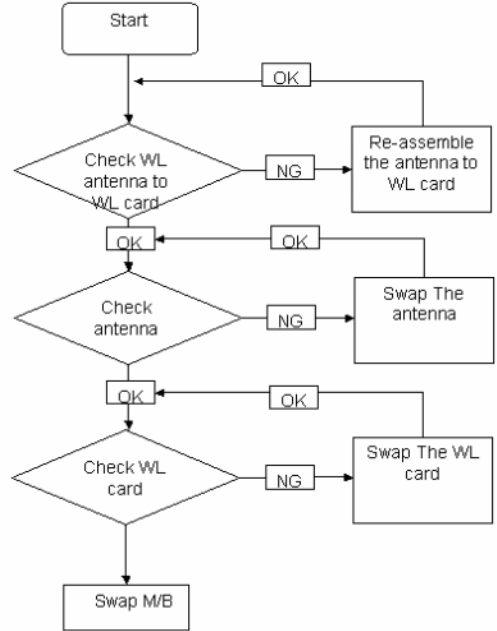 Start
OK
Check WL
antenna to
WL card
NG
Re-assemble
the antenna to
WL card
OK
OK
Check
antenna
NG
Swap The
antenna
OK
OK
Check WL
card
NG
Swap The WL
card
Swap M/B